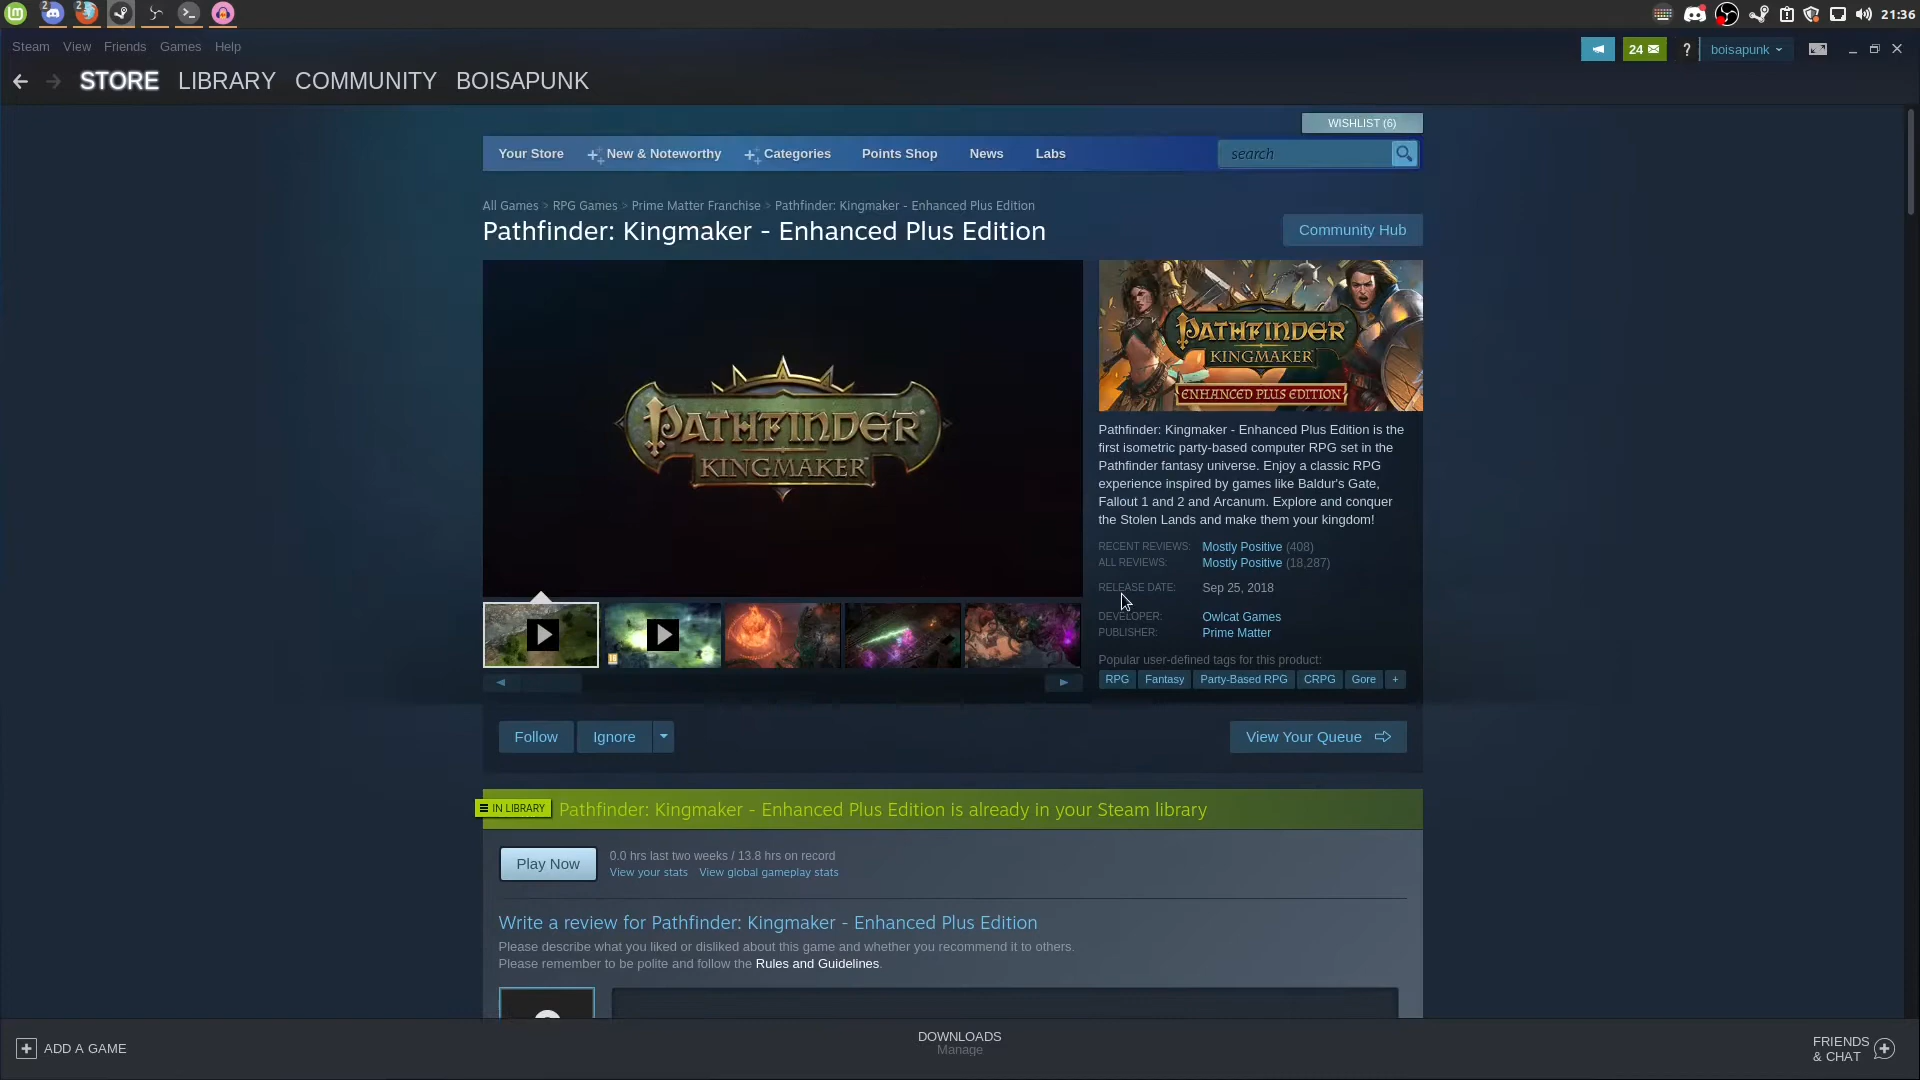 2
2
21:36
Steam View Friends Games Help
24
?
boisapunk
STORE LIBRARY COMMUNITY BOISAPUNK
WISHLIST (6)
Your Store New & Noteworthy Categories Points Shop News Labs
search
All Games > RPG Games > Prime Matter Franchise > Pathfinder: Kingmaker - Enhanced Plus Edition
Pathfinder: Kingmaker - Enhanced Plus Edition
Community Hub
PATHFINDER
KINGMAKER
PATHFINDER
KINGMAKER
ENHANCED PLUS EDITION
Pathfinder: Kingmaker - Enhanced Plus Edition is the
first isometric party-based computer RPG set in the
Pathfinder fantasy universe. Enjoy a classic RPG
experience inspired by games like Baldur's Gate,
Fallout 1 and 2 and Arcanum. Explore and conquer
the Stolen Lands and make them your kingdom!
RECENT REVIEWS: Mostly Positive (408)
ALL REVIEWS: Mostly Positive (18,287)
RELEASE DATE: Sep 25, 2018
DEVELOPER: Owlcat Games
PUBLISHER: Prime Matter
Popular user-defined tags for this product:
RPG Fantasy Party-Based RPG CRPG Gore +
Follow Ignore
View Your Queue
IN LIBRARY Pathfinder: Kingmaker - Enhanced Plus Edition is already in your Steam library
Play Now
0.0 hrs last two weeks / 13.8 hrs on record
View your stats View global gameplay stats
Write a review for Pathfinder: Kingmaker - Enhanced Plus Edition
Please describe what you liked or disliked about this game and whether you recommend it to others.
Please remember to be polite and follow the Rules and Guidelines.
ADD A GAME
DOWNLOADS
Manage
FRIENDS
& CHAT